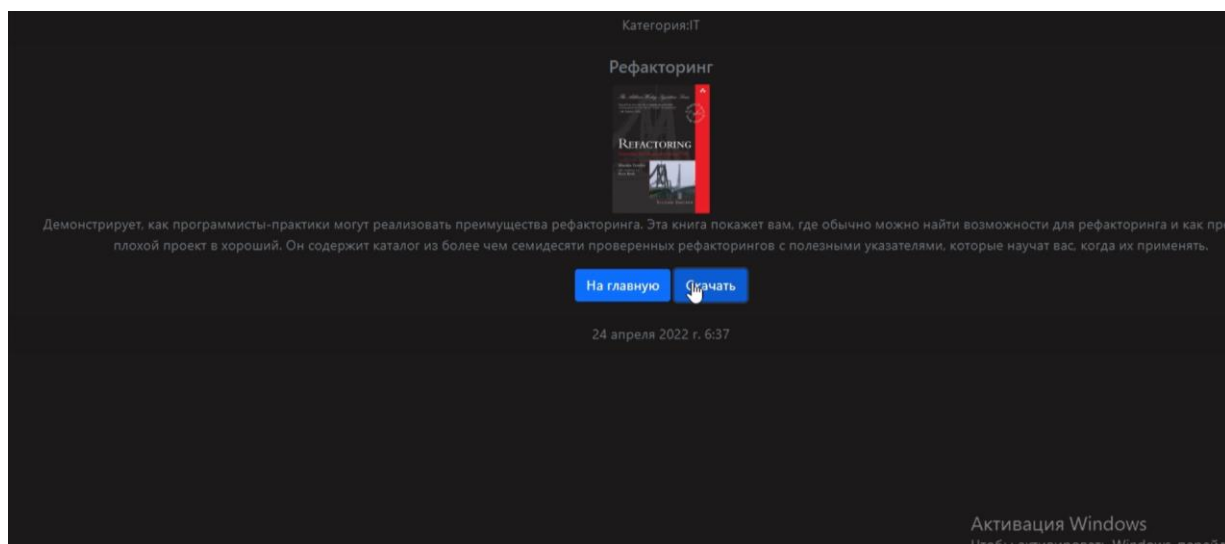 Категория:IT
Рефакторинг
REFACTORING
Демонстрирует, как программисты-практики могут реализовать преимущества рефакторинга. Эта книга покажет вам, где обычно можно найти возможности для рефакторинга и как
плохой проект в хороший. Он содержит каталог из более чем семидесяти проверенных рефакторингов с полезными указателями, которые научат вас, когда их применять.
На главную
Скачать
24 апреля 2022 г. 6:37
Активация Windows